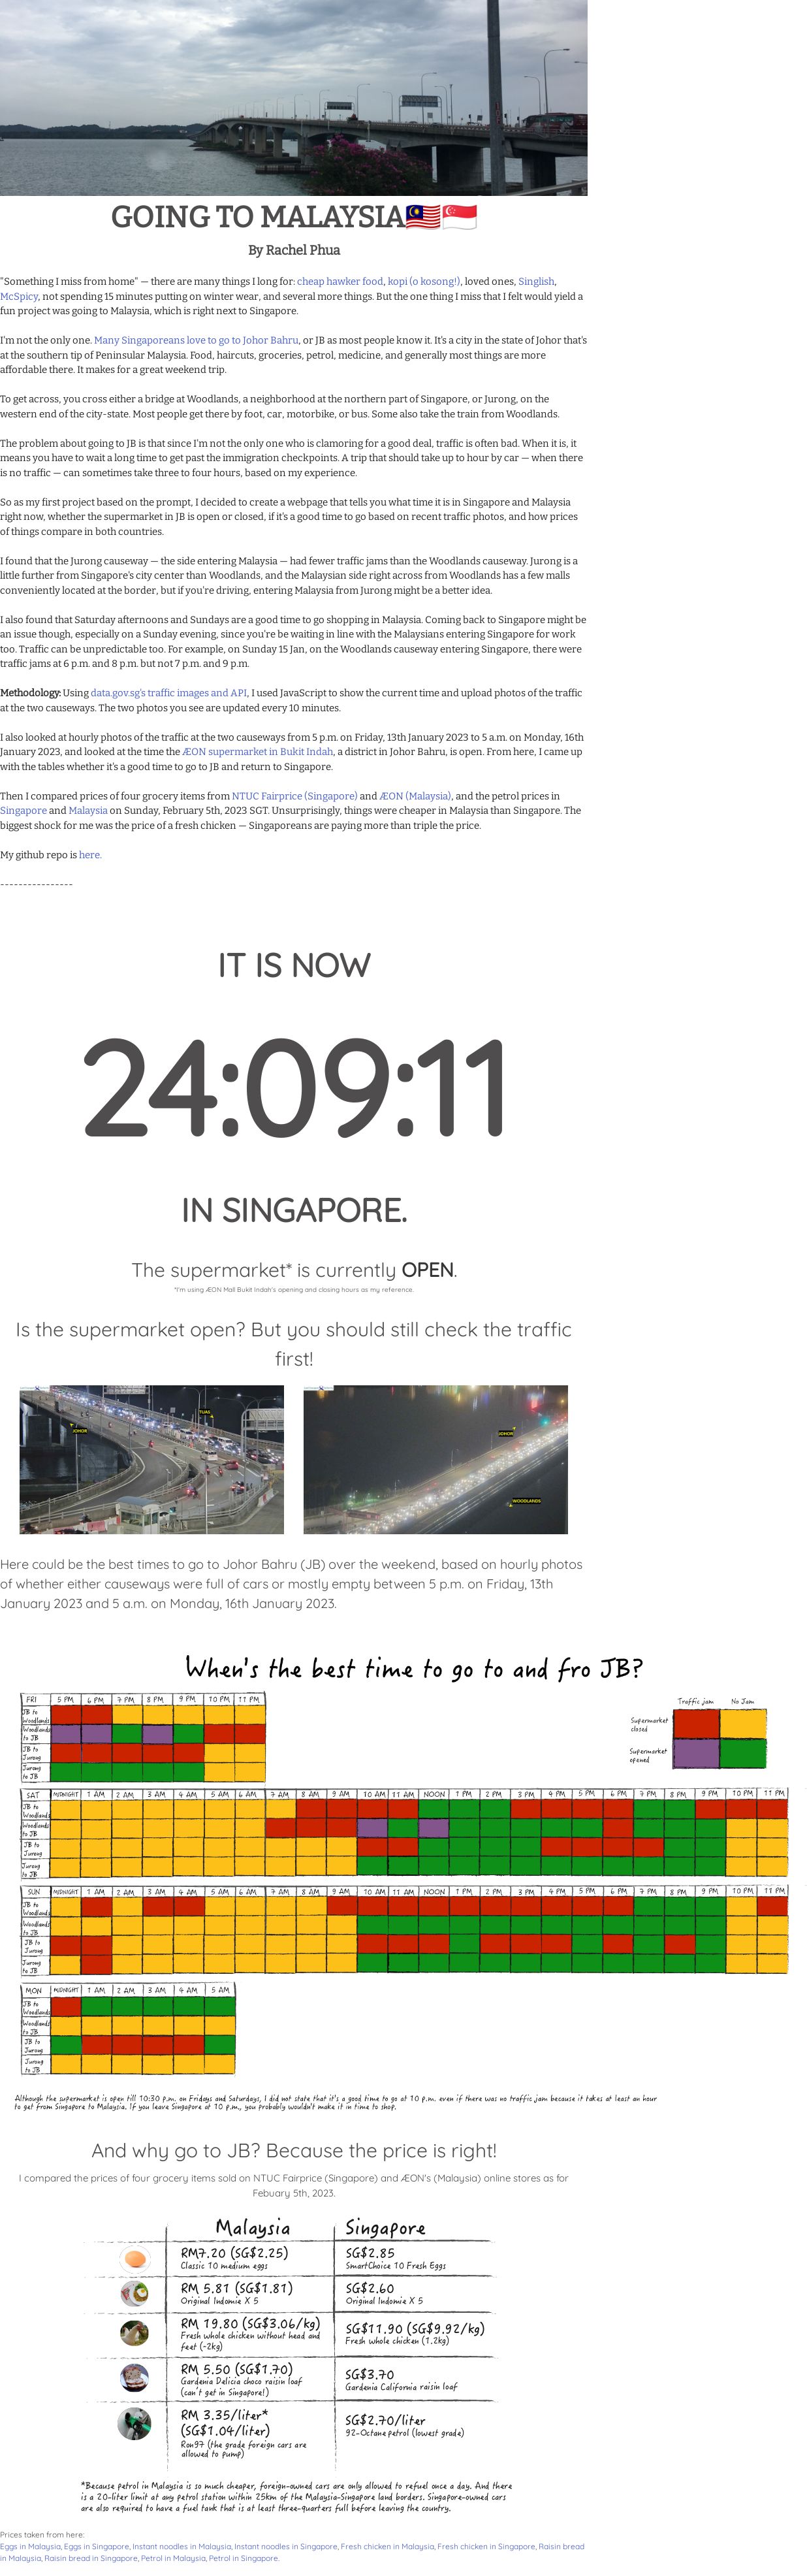 GOING TO MALAYSIA🇲🇾🇸🇬
By Rachel Phua
"Something I miss from home" — there are many things I long for: cheap hawker food, kopi (o kosong!), loved ones, Singlish,
McSpicy, not spending 15 minutes putting on winter wear, and several more things. But the one thing I miss that I felt would yield a
fun project was going to Malaysia, which is right next to Singapore.
I'm not the only one. Many Singaporeans love to go to Johor Bahru, or JB as most people know it. It's a city in the state of Johor that's
at the southern tip of Peninsular Malaysia. Food, haircuts, groceries, petrol, medicine, and generally most things are more
affordable there. It makes for a great weekend trip.
To get across, you cross either a bridge at Woodlands, a neighborhood at the northern part of Singapore, or Jurong, on the
western end of the city-state. Most people get there by foot, car, motorbike, or bus. Some also take the train from Woodlands.
The problem about going to JB is that since I'm not the only one who is clamoring for a good deal, traffic is often bad. When it is, it
means you have to wait a long time to get past the immigration checkpoints. A trip that should take up to hour by car — when there
is no traffic — can sometimes take three to four hours, based on my experience.
So as my first project based on the prompt, I decided to create a webpage that tells you what time it is in Singapore and Malaysia
right now, whether the supermarket in JB is open or closed, if it's a good time to go based on recent traffic photos, and how prices
of things compare in both countries.
I found that the Jurong causeway — the side entering Malaysia — had fewer traffic jams than the Woodlands causeway. Jurong is a
little further from Singapore's city center than Woodlands, and the Malaysian side right across from Woodlands has a few malls
conveniently located at the border, but if you're driving, entering Malaysia from Jurong might be a better idea.
I also found that Saturday afternoons and Sundays are a good time to go shopping in Malaysia. Coming back to Singapore might be
an issue though, especially on a Sunday evening, since you're be waiting in line with the Malaysians entering Singapore for work
too. Traffic can be unpredictable too. For example, on Sunday 15 Jan, on the Woodlands causeway entering Singapore, there were
traffic jams at 6 p.m. and 8 p.m. but not 7 p.m. and 9 p.m.
Methodology: Using data.gov.sg's traffic images and API, I used JavaScript to show the current time and upload photos of the traffic
at the two causeways. The two photos you see are updated every 10 minutes.
I also looked at hourly photos of the traffic at the two causeways from 5 p.m. on Friday, 13th January 2023 to 5 a.m. on Monday, 16th
January 2023, and looked at the time the ÆON supermarket in Bukit Indah, a district in Johor Bahru, is open. From here, I came up
with the tables whether it's a good time to go to JB and return to Singapore.
Then I compared prices of four grocery items from NTUC Fairprice (Singapore) and ÆON (Malaysia), and the petrol prices in
Singapore and Malaysia on Sunday, February 5th, 2023 SGT. Unsurprisingly, things were cheaper in Malaysia than Singapore. The
biggest shock for me was the price of a fresh chicken — Singaporeans are paying more than triple the price.
My github repo is here.
----------------
IT IS NOW
24:09:11
IN SINGAPORE.
The supermarket* is currently OPEN.
*I'm using ÆON Mall Bukit Indah's opening and closing hours as my reference.
Is the supermarket open? But you should still check the traffic
first!
JOHOR TUAS
JOHOR
WOODLANDS
Here could be the best times to go to Johor Bahru (JB) over the weekend, based on hourly photos
of whether either causeways were full of cars or mostly empty between 5 p.m. on Friday, 13th
January 2023 and 5 a.m. on Monday, 16th January 2023.
When's the best time to go to and fro JB?
FRI 5 PM 6 PM 7 PM 8 PM 9 PM 10 PM 11 PM
JB to
Woodlands
Woodlands
to JB
JB to
Jurong
Jurong
to JB
Traffic jam No Jam
Supermarket
closed
Supermarket
opened
SAT MIDNIGHT 1 AM 2 AM 3 AM 4 AM 5 AM 6 AM 7 AM 8 AM 9 AM 10 AM 11 AM NOON 1 PM 2 PM 3 PM 4 PM 5 PM 6 PM 7 PM 8 PM 9 PM 10 PM 11 PM
JB to
Woodlands
Woodlands
to JB
JB to
Jurong
Jurong
to JB
SUN MIDNIGHT 1 AM 2 AM 3 AM 4 AM 5 AM 6 AM 7 AM 8 AM 9 AM 10 AM 11 AM NOON 1 PM 2 PM 3 PM 4 PM 5 PM 6 PM 7 PM 8 PM 9 PM 10 PM 11 PM
JB to
Woodlands
Woodlands
to JB
JB to
Jurong
Jurong
to JB
MON MIDNIGHT 1 AM 2 AM 3 AM 4 AM 5 AM
JB to
Woodlands
Woodlands
to JB
JB to
Jurong
Jurong
to JB
Although the supermarket is open till 10:30 p.m. on Fridays and Saturdays, I did not state that it's a good time to go at 10 p.m. even if there was no traffic jam because it takes at least an hour
to get from Singapore to Malaysia. If you leave Singapore at 10 p.m., you probably wouldn't make it in time to shop.
And why go to JB? Because the price is right!
I compared the prices of four grocery items sold on NTUC Fairprice (Singapore) and ÆON's (Malaysia) online stores as for
Febuary 5th, 2023.
Malaysia Singapore
RM7.20 (SG$2.25) SG$2.85
Classic 10 medium eggs SmartChoice 10 Fresh Eggs
RM 5.81 (SG$1.81) SG$2.60
Original Indomie X 5 Original Indomie X 5
RM 19.80 (SG$3.06/kg) SG$11.90 (SG$9.92/kg)
Fresh whole chicken without head and Fresh whole chicken (1.2kg)
feet (~2kg)
RM 5.50 (SG$1.70) SG$3.70
Gardenia Delicia choco raisin loaf Gardenia California raisin loaf
(can't get in Singapore!)
RM 3.35/liter* SG$2.70/liter
(SG$1.04/liter) 92-Octane petrol (lowest grade)
Ron97 (the grade foreign cars are
allowed to pump)
*Because petrol in Malaysia is so much cheaper, foreign-owned cars are only allowed to refuel once a day. And there
is a 20-liter limit at any petrol station within 25km of the Malaysia-Singapore land borders. Singapore-owned cars
are also required to have a fuel tank that is at least three-quarters full before leaving the country.
Prices taken from here:
Eggs in Malaysia, Eggs in Singapore, Instant noodles in Malaysia, Instant noodles in Singapore, Fresh chicken in Malaysia, Fresh chicken in Singapore, Raisin bread
in Malaysia, Raisin bread in Singapore, Petrol in Malaysia, Petrol in Singapore.